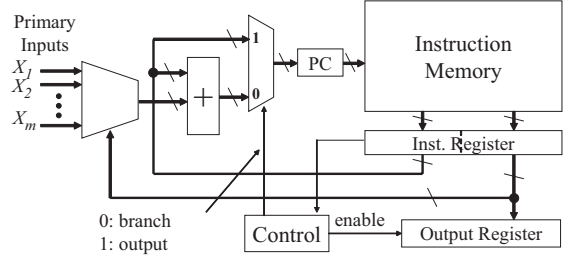 Primary
Inputs
X1
X2
Xm
1
0
+
PC
Instruction
Memory
Inst. Register
0: branch
1: output
Control
enable
Output Register